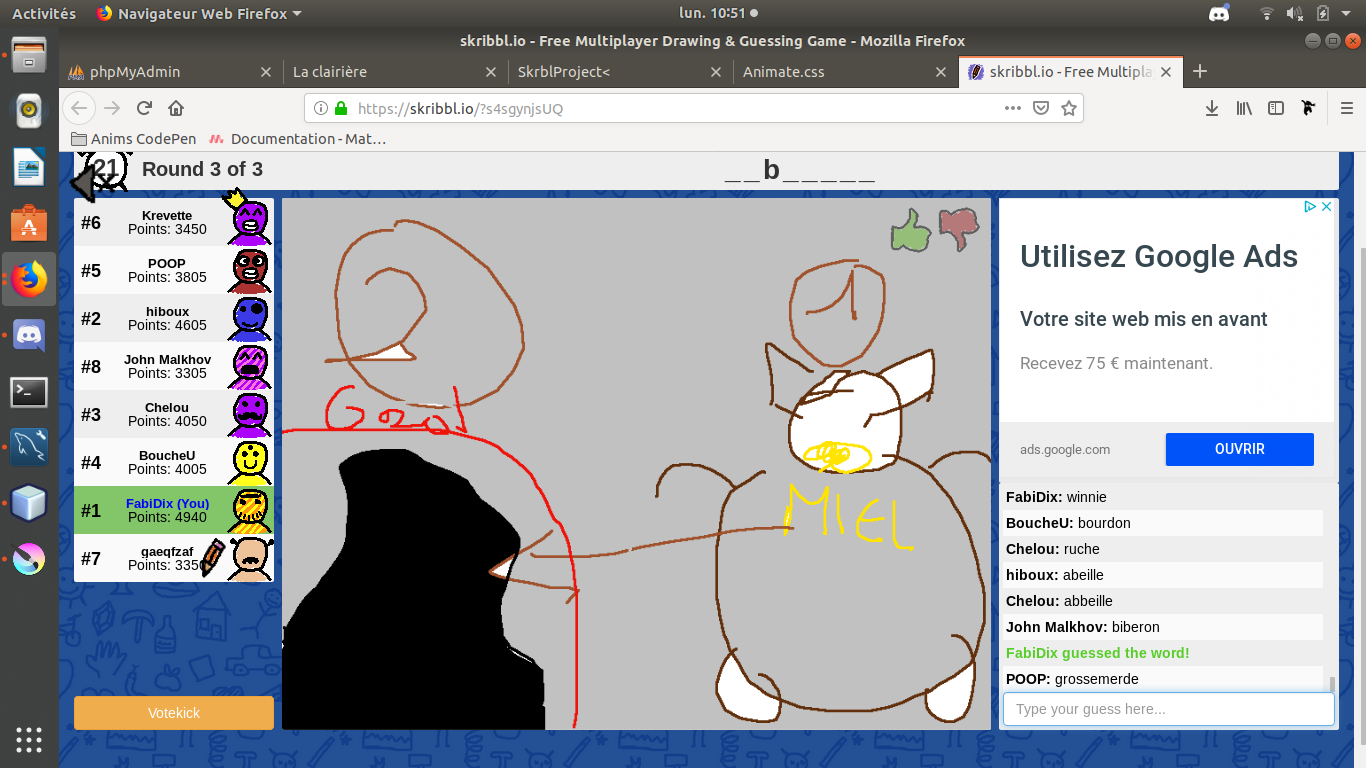 Activités
Navigateur Web Firefox
lun. 10:51
skribbl.io - Free Multiplayer Drawing & Guessing Game - Mozilla Firefox
phpMyAdmin
La clairière
SkrblProject<
Animate.css
skribbl.io - Free Multipla
https://skribbl.io/?s4sgynjsUQ
Anims CodePen
Documentation - Mat…
21
Round 3 of 3
__b_____
#6
Krevette
Points: 3450
#5
POOP
Points: 3805
#2
hiboux
Points: 4605
#8
John Malkhov
Points: 3305
#3
Chelou
Points: 4050
#4
BoucheU
Points: 4005
#1
FabiDix (You)
Points: 4940
#7
gaeqfzaf
Points: 3350
Votekick
2
1
MIEL
Utilisez Google Ads
Votre site web mis en avant
Recevez 75 € maintenant.
ads.google.com
OUVRIR
FabiDix: winnie
BoucheU: bourdon
Chelou: ruche
hiboux: abeille
Chelou: abbeille
John Malkhov: biberon
FabiDix guessed the word!
POOP: grossemerde
Type your guess here...